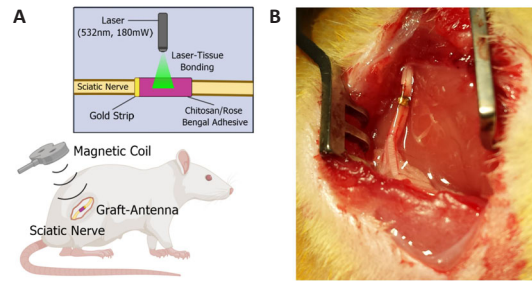 A
Laser
(532nm, 180mW)
Laser-Tissue
Bonding
Sciatic Nerve
Gold Strip
Chitosan/Rose
Bengal Adhesive
Magnetic Coil
Graft-Antenna
Sciatic Nerve
B